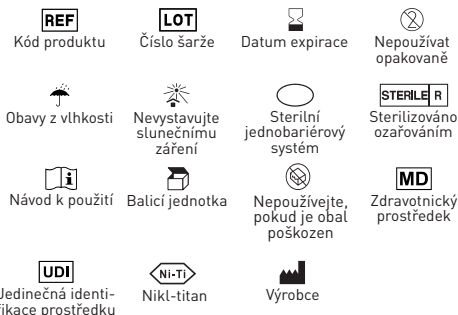 REF LOT
Kód produktu Číslo šarže Datum expirace Nepoužívat
opakovaně
STERILE R
Obavy z vlhkosti Nevystavujte Sterilní Sterilizováno
slunečnímu jednobariérový ozařováním
záření systém
i MD
Návod k použití Balicí jednotka Nepoužívejte, Zdravotnický
pokud je obal prostředek
poškozen
UDI Ni-Ti
Jedinečná identi- Nikl-titan Výrobce
fikace prostředku